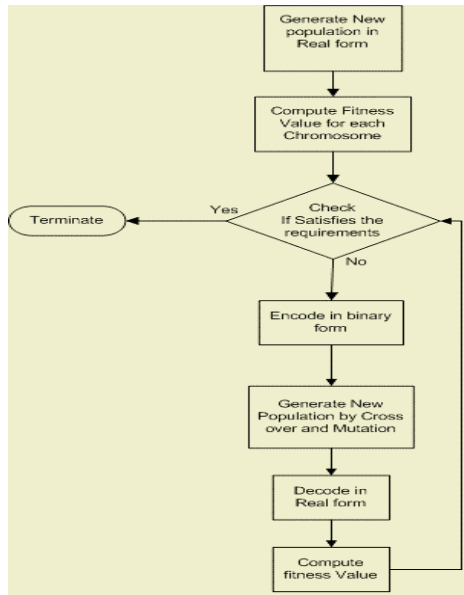 Generate New
population in
Real form
Compute Fitness
Value for each
Chromosome
Check
If Satisfies the
requirements
Yes
Terminate
No
Encode in binary
form
Generate New
Population by Cross
over and Mutation
Decode in
Real form
Compute
fitness Value